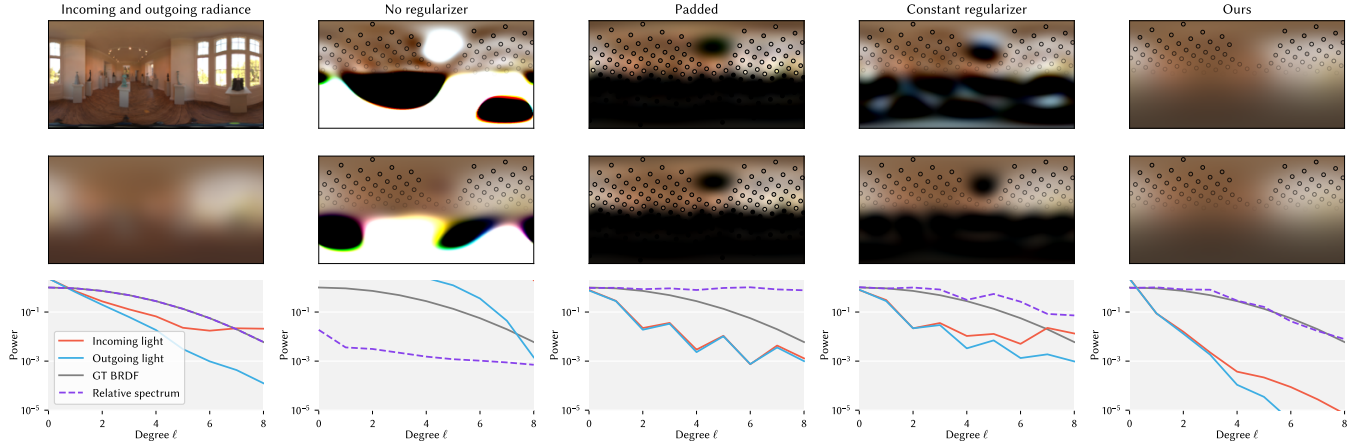 Incoming and outgoing radiance
No regularizer
Padded
Constant regularizer
Ours
Power
10⁻¹
10⁻³
10⁻⁵
Incoming light
Outgoing light
GT BRDF
Relative spectrum
0 2 4 6 8
Degree ℓ
Power
10⁻¹
10⁻³
10⁻⁵
0 2 4 6 8
Degree ℓ
Power
10⁻¹
10⁻³
10⁻⁵
0 2 4 6 8
Degree ℓ
Power
10⁻¹
10⁻³
10⁻⁵
0 2 4 6 8
Degree ℓ
Power
10⁻¹
10⁻³
10⁻⁵
0 2 4 6 8
Degree ℓ